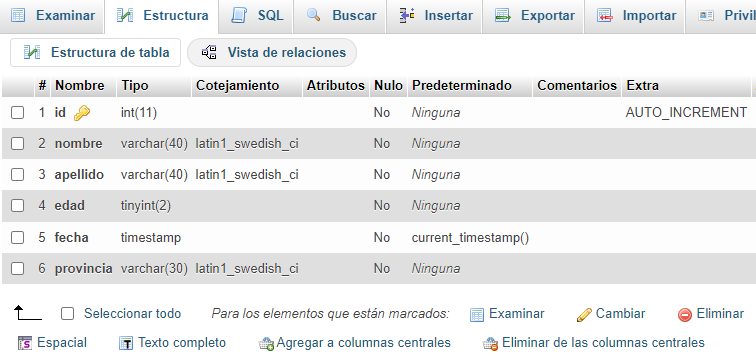 Examinar Estructura SQL Buscar Insertar Exportar Importar Privil
Estructura de tabla Vista de relaciones
# Nombre Tipo Cotejamiento Atributos Nulo Predeterminado Comentarios Extra
1 id int(11) No Ninguna AUTO_INCREMENT
2 nombre varchar(40) latin1_swedish_ci No Ninguna
3 apellido varchar(40) latin1_swedish_ci No Ninguna
4 edad tinyint(2) No Ninguna
5 fecha timestamp No current_timestamp()
6 provincia varchar(30) latin1_swedish_ci No Ninguna
Seleccionar todo Para los elementos que están marcados: Examinar Cambiar Eliminar
Espacial Texto completo Agregar a columnas centrales Eliminar de las columnas centrales